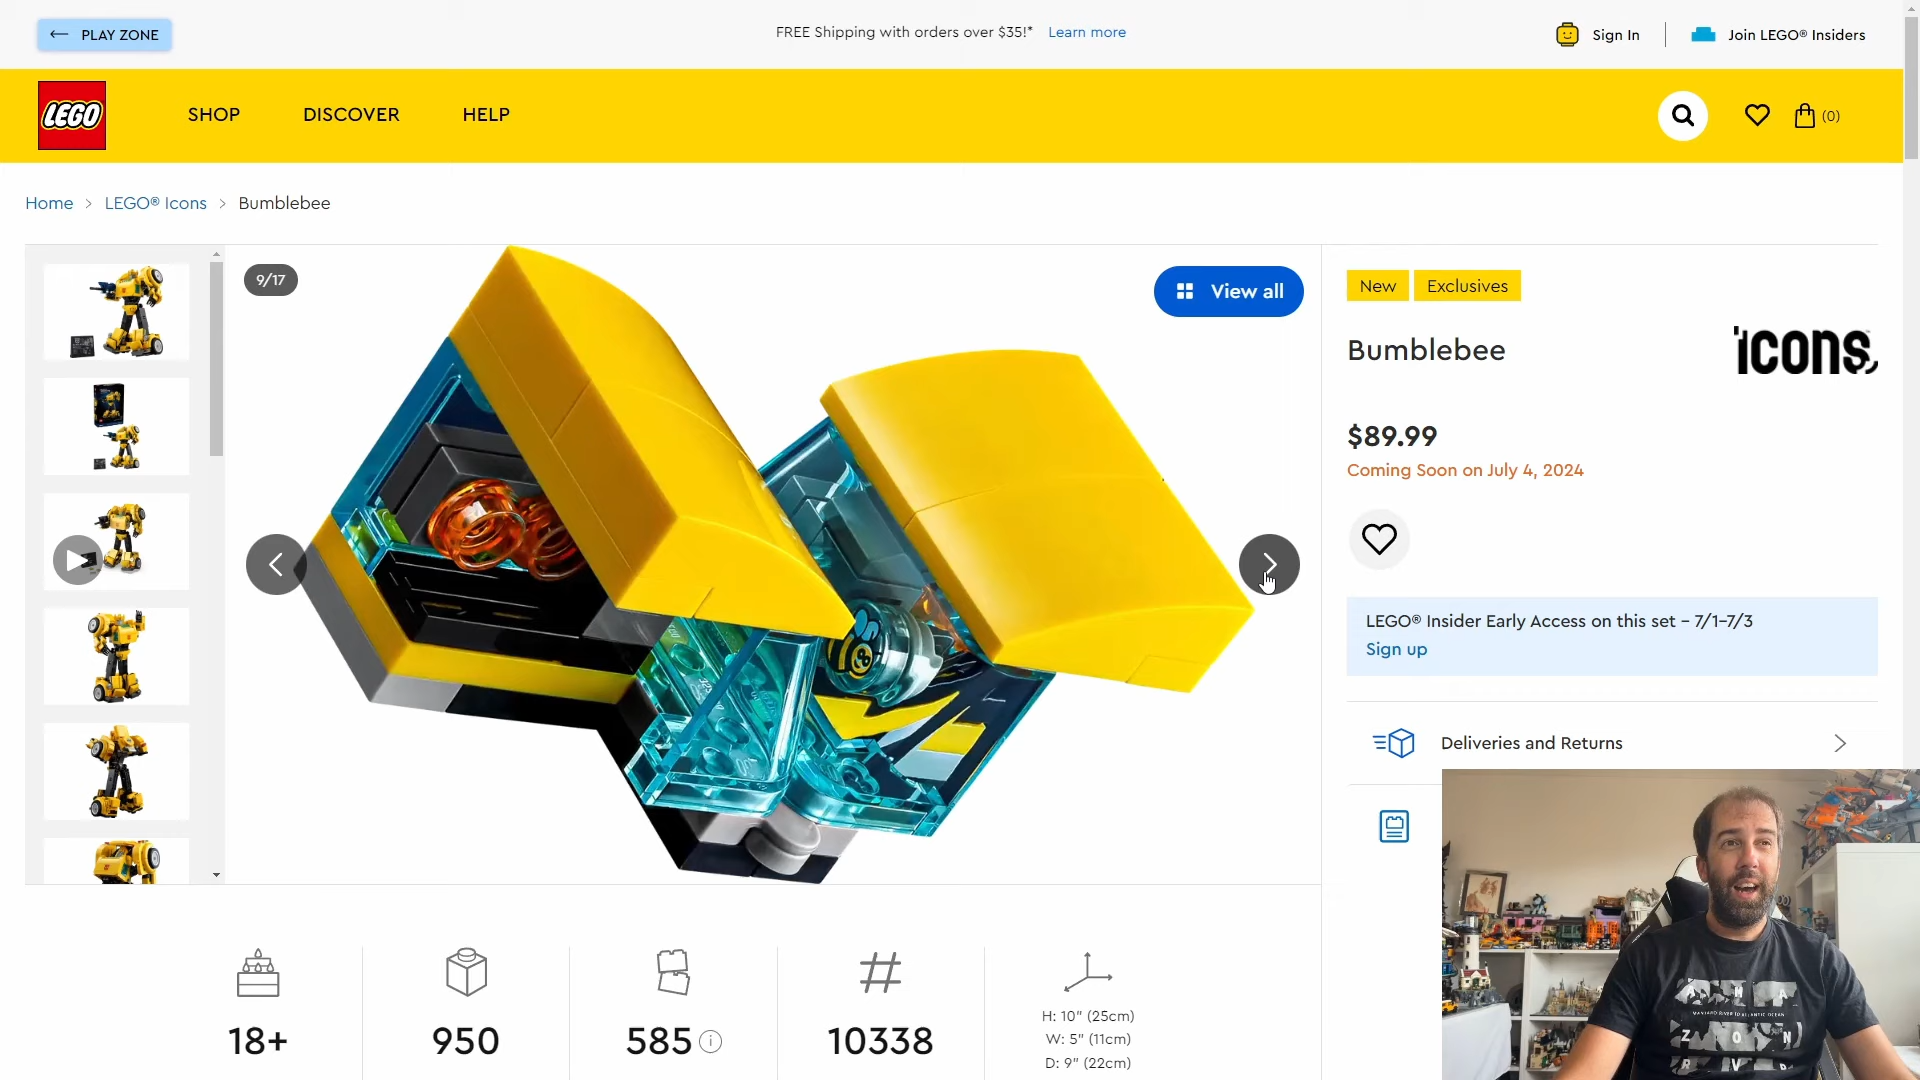 PLAY ZONE
FREE Shipping with orders over $35!* Learn more
Sign In
Join LEGO® Insiders
LEGO
SHOP
DISCOVER
HELP
(0)
Home > LEGO® Icons > Bumblebee
9/17
View all
New
Exclusives
Bumblebee
icons
$89.99
Coming Soon on July 4, 2024
LEGO® Insider Early Access on this set – 7/1–7/3
Sign up
Deliveries and Returns
18+
950
585
10338
H: 10" (25cm)
W: 5" (11cm)
D: 9" (22cm)
A M A
Z O N